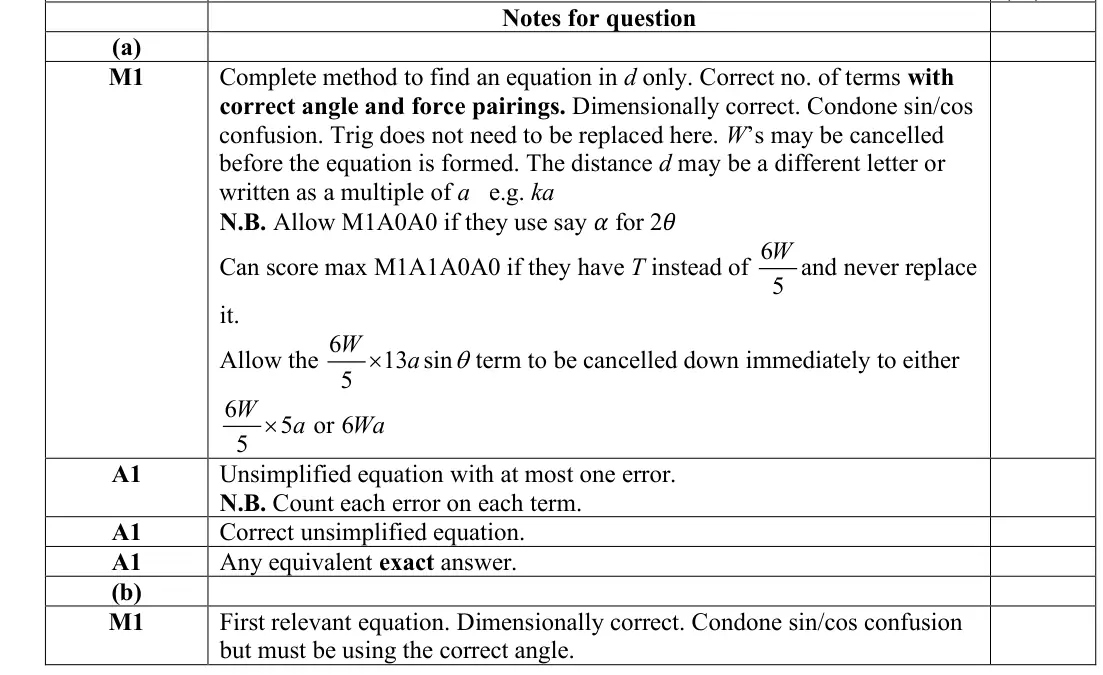 Notes for question
(a)
M1 Complete method to find an equation in d only. Correct no. of terms with
correct angle and force pairings. Dimensionally correct. Condone sin/cos
confusion. Trig does not need to be replaced here. W's may be cancelled
before the equation is formed. The distance d may be a different letter or
written as a multiple of a e.g. ka
N.B. Allow M1A0A0 if they use say α for 2θ
Can score max M1A1A0A0 if they have T instead of 6W/5 and never replace
it.
Allow the 6W/5 × 13a sin θ term to be cancelled down immediately to either
6W/5 × 5a or 6Wa
A1 Unsimplified equation with at most one error.
N.B. Count each error on each term.
A1 Correct unsimplified equation.
A1 Any equivalent exact answer.
(b)
M1 First relevant equation. Dimensionally correct. Condone sin/cos confusion
but must be using the correct angle.